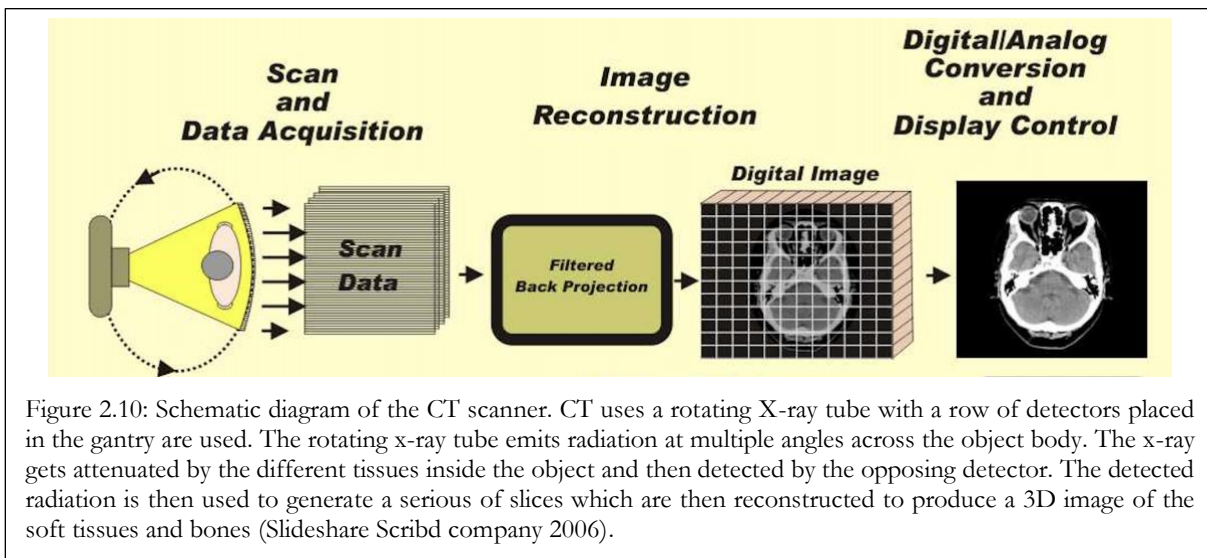 Scan
and
Data Acquisition
Image
Reconstruction
Digital/Analog
Conversion
and
Display Control
Digital Image
Scan
Data
Filtered
Back Projection
Figure 2.10: Schematic diagram of the CT scanner. CT uses a rotating X-ray tube with a row of detectors placed
in the gantry are used. The rotating x-ray tube emits radiation at multiple angles across the object body. The x-ray
gets attenuated by the different tissues inside the object and then detected by the opposing detector. The detected
radiation is then used to generate a serious of slices which are then reconstructed to produce a 3D image of the
soft tissues and bones (Slideshare Scribd company 2006).